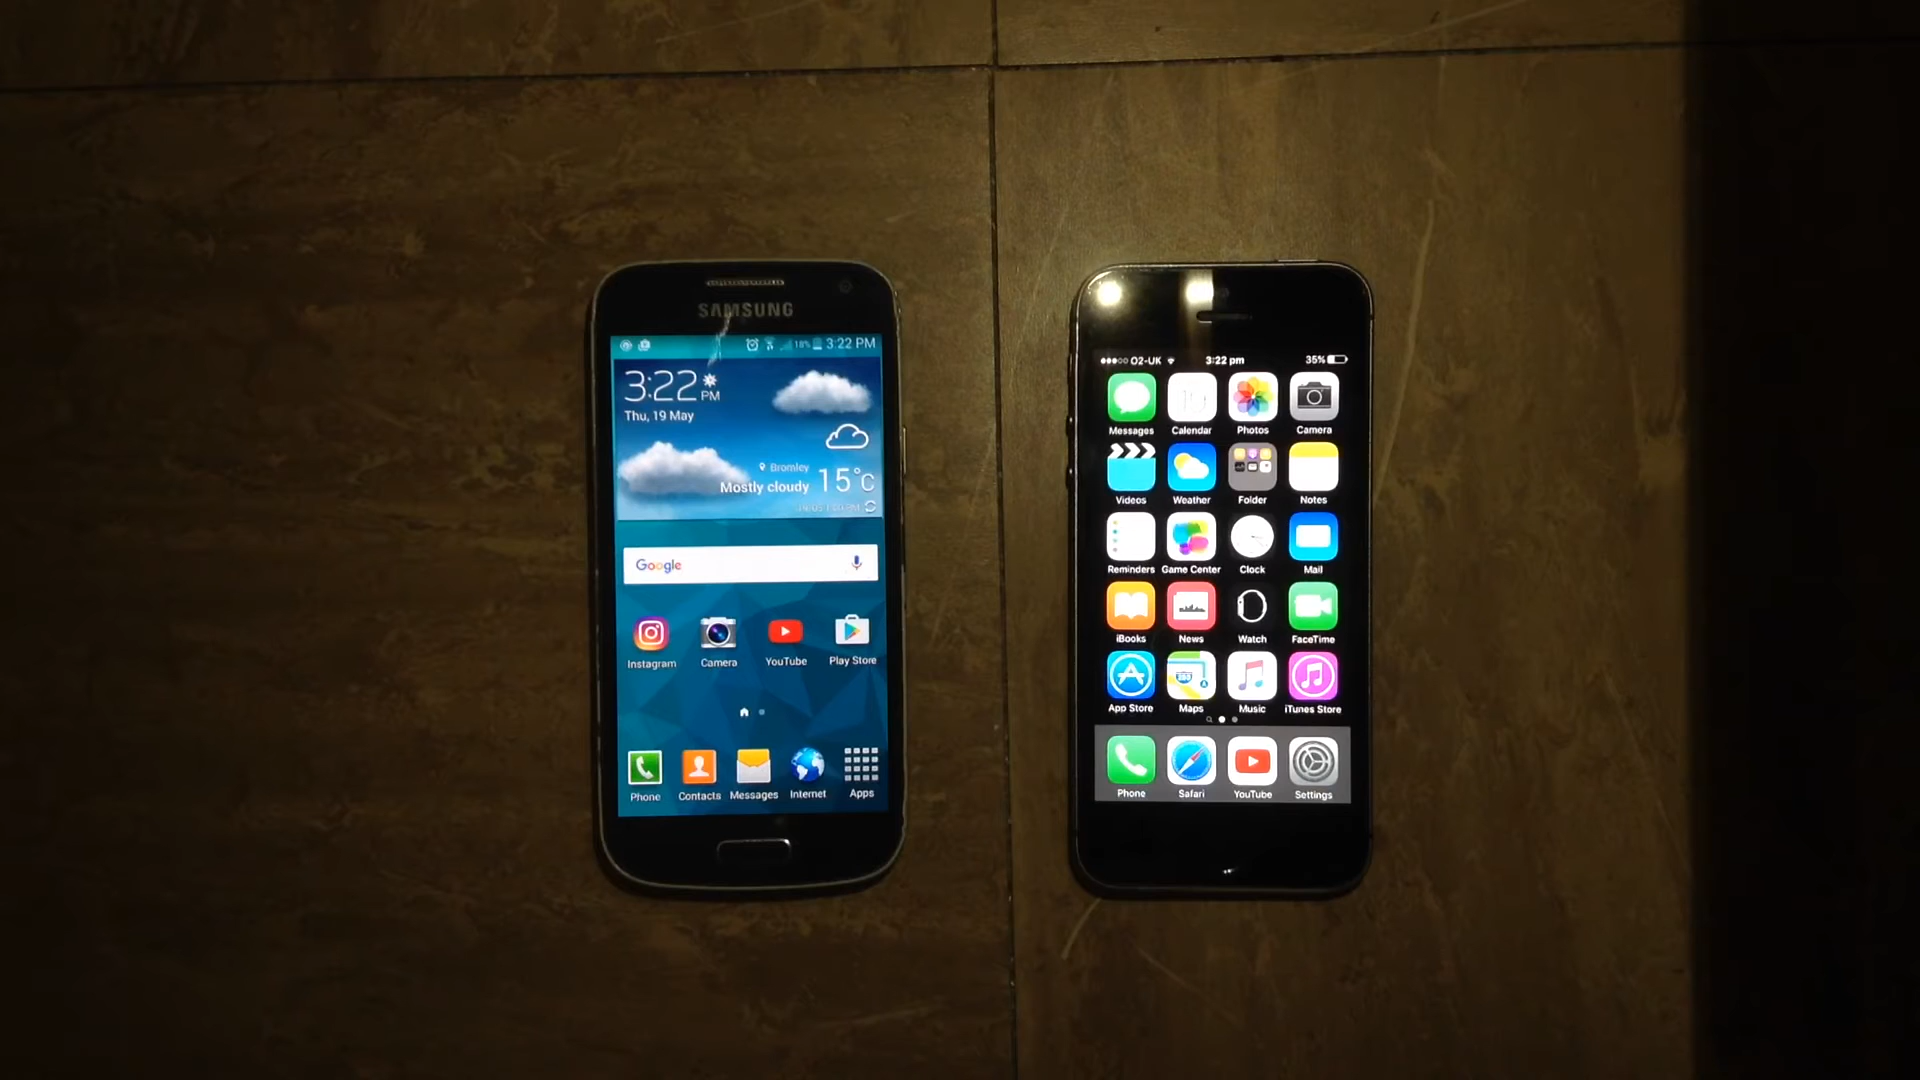 SAMSUNG
18% 3:22 PM
3:22 PM
Thu, 19 May
Bromley
Mostly cloudy 15°C
Google
Instagram Camera YouTube Play Store
Phone Contacts Messages Internet Apps
O2-UK 3:22 pm 35%
Messages Calendar Photos Camera
Videos Weather Folder Notes
Reminders Game Center Clock Mail
iBooks News Watch FaceTime
App Store Maps Music iTunes Store
Phone Safari YouTube Settings